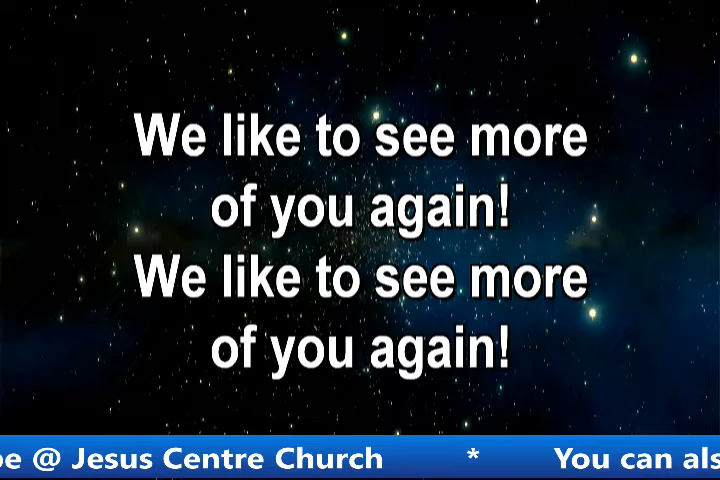 We like to see more
of you again!
We like to see more
of you again!
@ Jesus Centre Church * You can